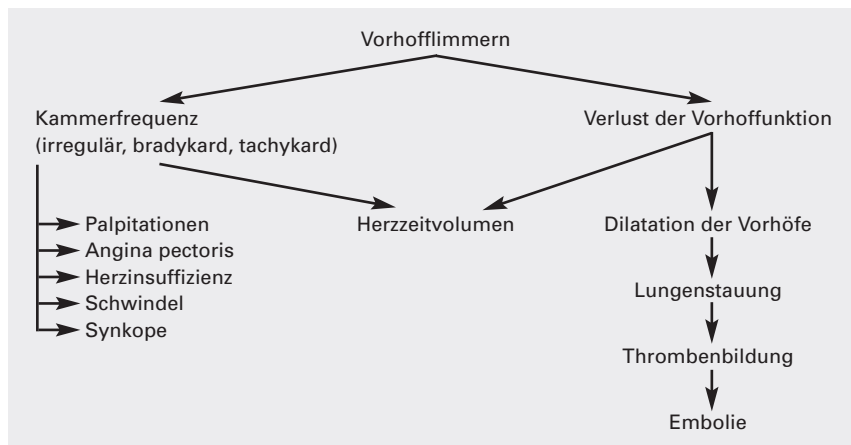 Vorhofflimmern
Kammerfrequenz
(irregulär, bradykard, tachykard)
Verlust der Vorhoffunktion
Palpitationen
Angina pectoris
Herzinsuffizienz
Schwindel
Synkope
Herzzeitvolumen
Dilatation der Vorhöfe
Lungenstauung
Thrombenbildung
Embolie